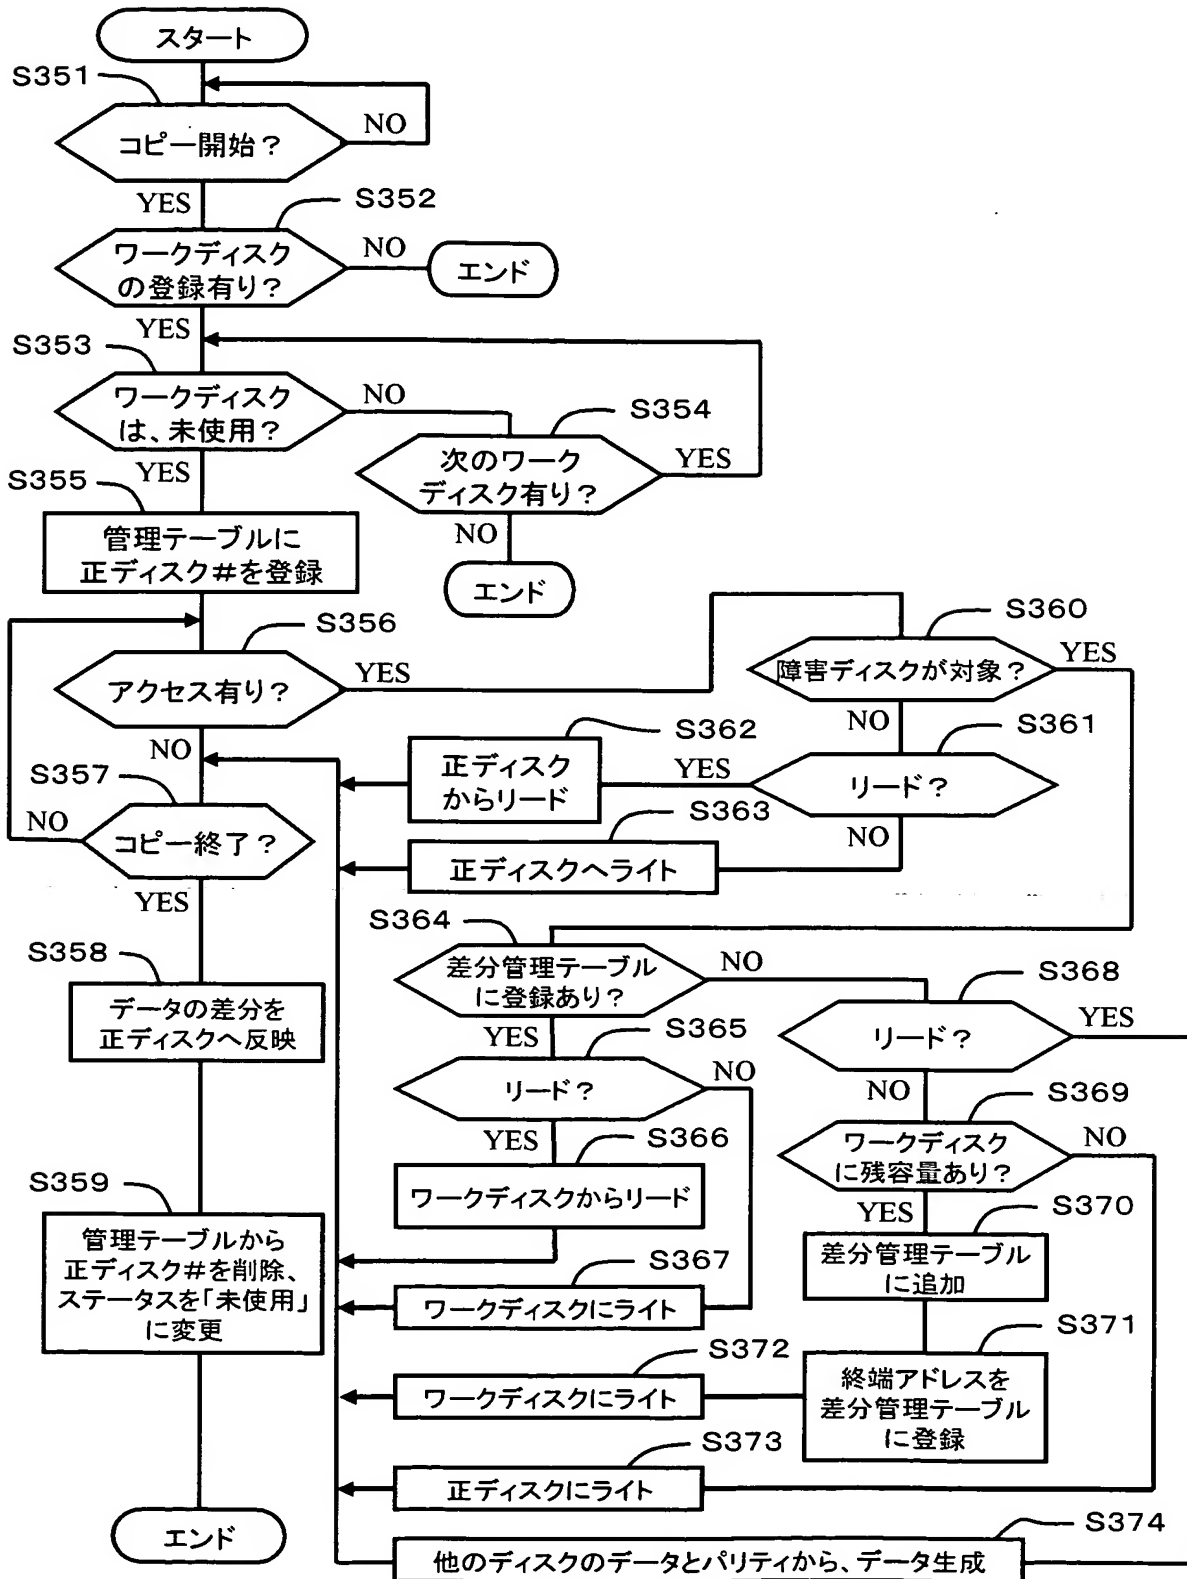 スタート
S351
コピー開始？
NO
YES
S352
ワークディスク
の登録有り？
NO
エンド
YES
S353
ワークディスク
は、未使用？
NO
S354
次のワーク
ディスク有り？
YES
NO
エンド
YES
S355
管理テーブルに
正ディスク#を登録
S356
アクセス有り？
YES
NO
S360
障害ディスクが対象？
YES
NO
S361
リード？
YES
NO
S362
正ディスク
からリード
S363
正ディスクへライト
S357
コピー終了？
NO
YES
S358
データの差分を
正ディスクへ反映
S359
管理テーブルから
正ディスク#を削除、
ステータスを「未使用」
に変更
エンド
S364
差分管理テーブル
に登録あり？
NO
YES
S365
リード？
NO
YES
S366
ワークディスクからリード
S367
ワークディスクにライト
S368
リード？
YES
NO
S369
ワークディスク
に残容量あり？
NO
YES
S370
差分管理テーブル
に追加
S371
終端アドレスを
差分管理テーブル
に登録
S372
ワークディスクにライト
S373
正ディスクにライト
S374
他のディスクのデータとパリティから、データ生成